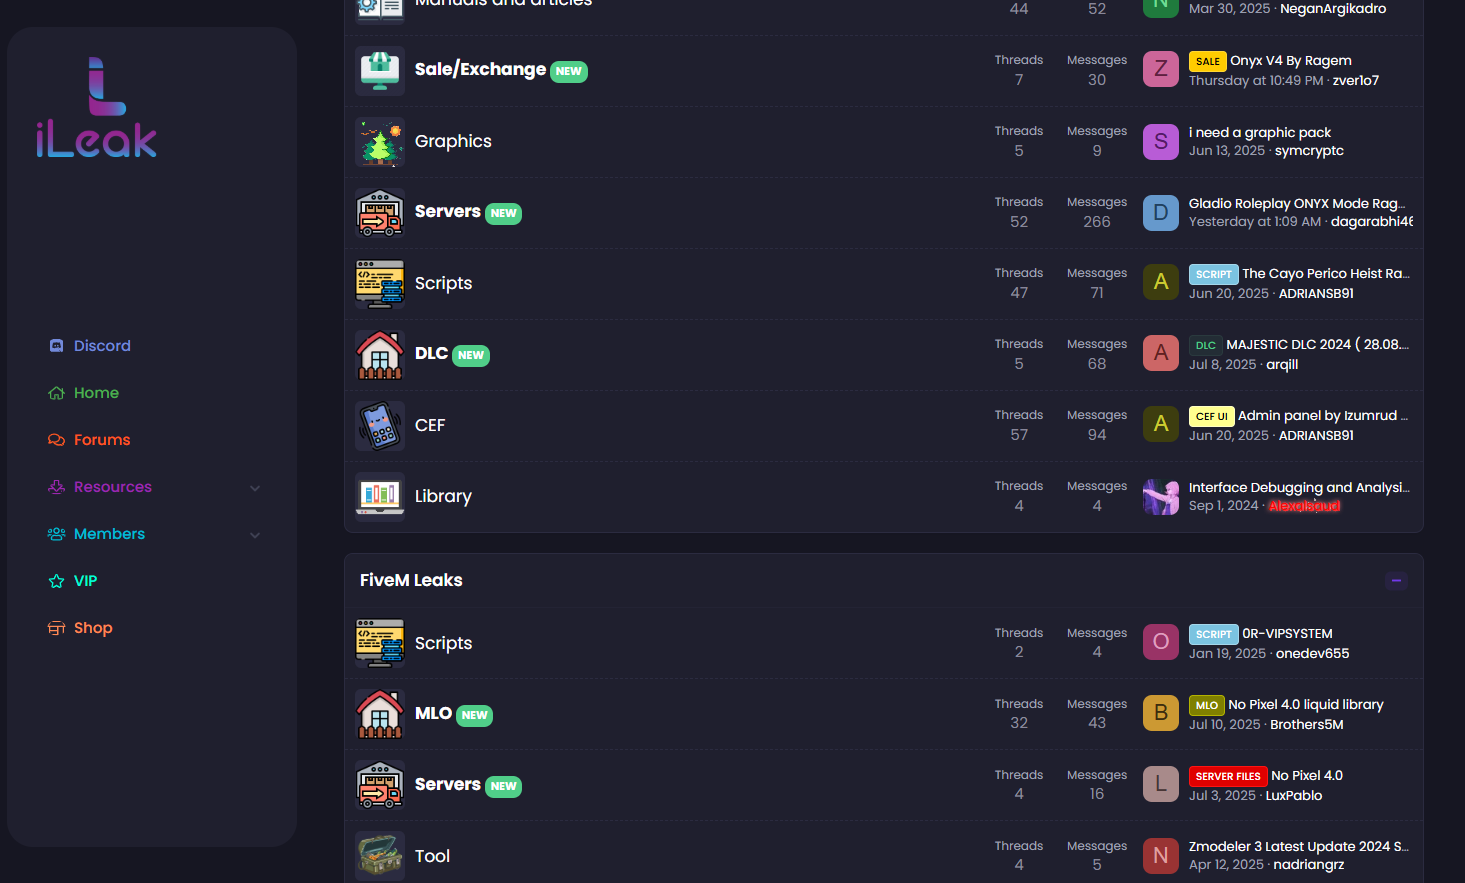 iLeak
Discord
Home
Forums
Resources
Members
VIP
Shop
Manuals and articles
44
52
N
Mar 30, 2025 · NeganArgikadro
Sale/Exchange NEW
Threads
7
Messages
30
Z
SALE Onyx V4 By Ragem
Thursday at 10:49 PM · zver1o7
Graphics
Threads
5
Messages
9
S
i need a graphic pack
Jun 13, 2025 · symcryptc
Servers NEW
Threads
52
Messages
266
D
Gladio Roleplay ONYX Mode Rag...
Yesterday at 1:09 AM · dagarabhi46
Scripts
Threads
47
Messages
71
A
SCRIPT The Cayo Perico Heist Ra...
Jun 20, 2025 · ADRIANSB91
DLC NEW
Threads
5
Messages
68
A
DLC MAJESTIC DLC 2024 ( 28.08....
Jul 8, 2025 · arqill
CEF
Threads
57
Messages
94
A
CEF UI Admin panel by Izumrud ...
Jun 20, 2025 · ADRIANSB91
Library
Threads
4
Messages
4
Interface Debugging and Analysi...
Sep 1, 2024 ·
FiveM Leaks
Scripts
Threads
2
Messages
4
O
SCRIPT 0R-VIPSYSTEM
Jan 19, 2025 · onedev655
MLO NEW
Threads
32
Messages
43
B
MLO No Pixel 4.0 liquid library
Jul 10, 2025 · Brothers5M
Servers NEW
Threads
4
Messages
16
L
SERVER FILES No Pixel 4.0
Jul 3, 2025 · LuxPablo
Tool
Threads
4
Messages
5
N
Zmodeler 3 Latest Update 2024 S...
Apr 12, 2025 · nadriangrz